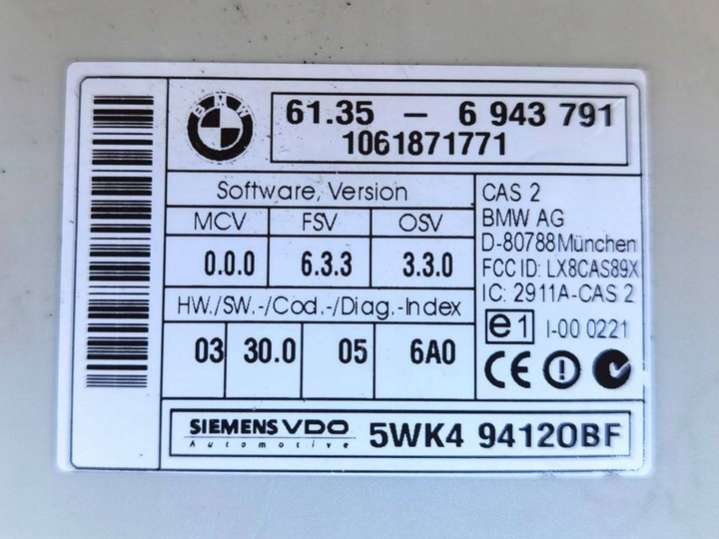 BMW
61.35 - 6 943 791
1061871771
Software, Version
MCV FSV OSV
0.0.0 6.3.3 3.3.0
HW./SW.-/Cod.-/Diag.-Index
03 30.0 05 6A0
CAS 2
BMW AG
D-80788 München
FCC ID: LX8CAS89X
IC: 2911A-CAS 2
e1 I-00 0221
CE
SIEMENS VDO
Automotive
5WK4 94120BF